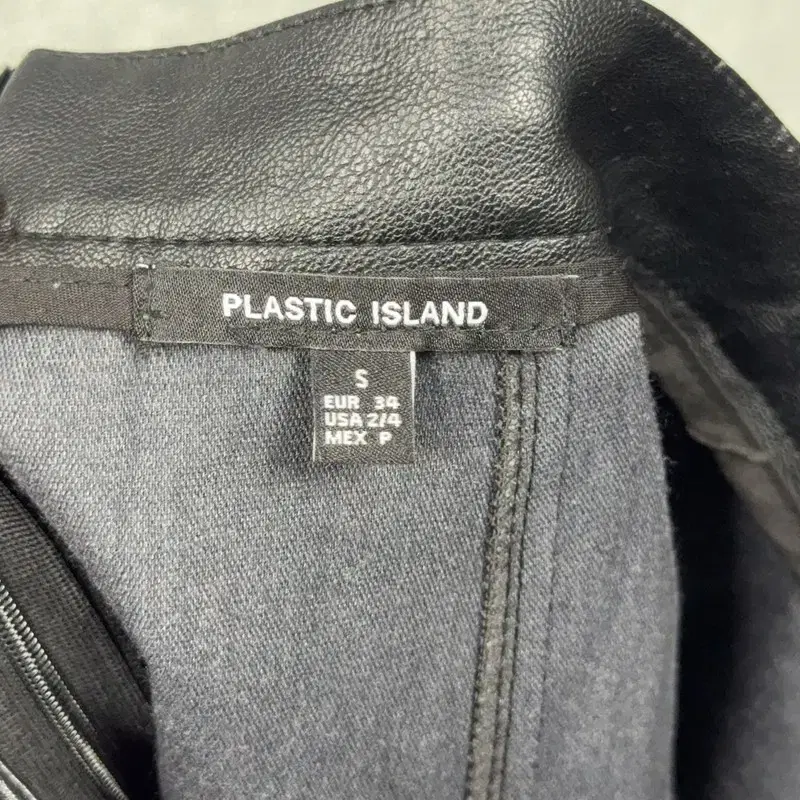 PLASTIC ISLAND
S
EUR 34
USA 2/4
MEX P